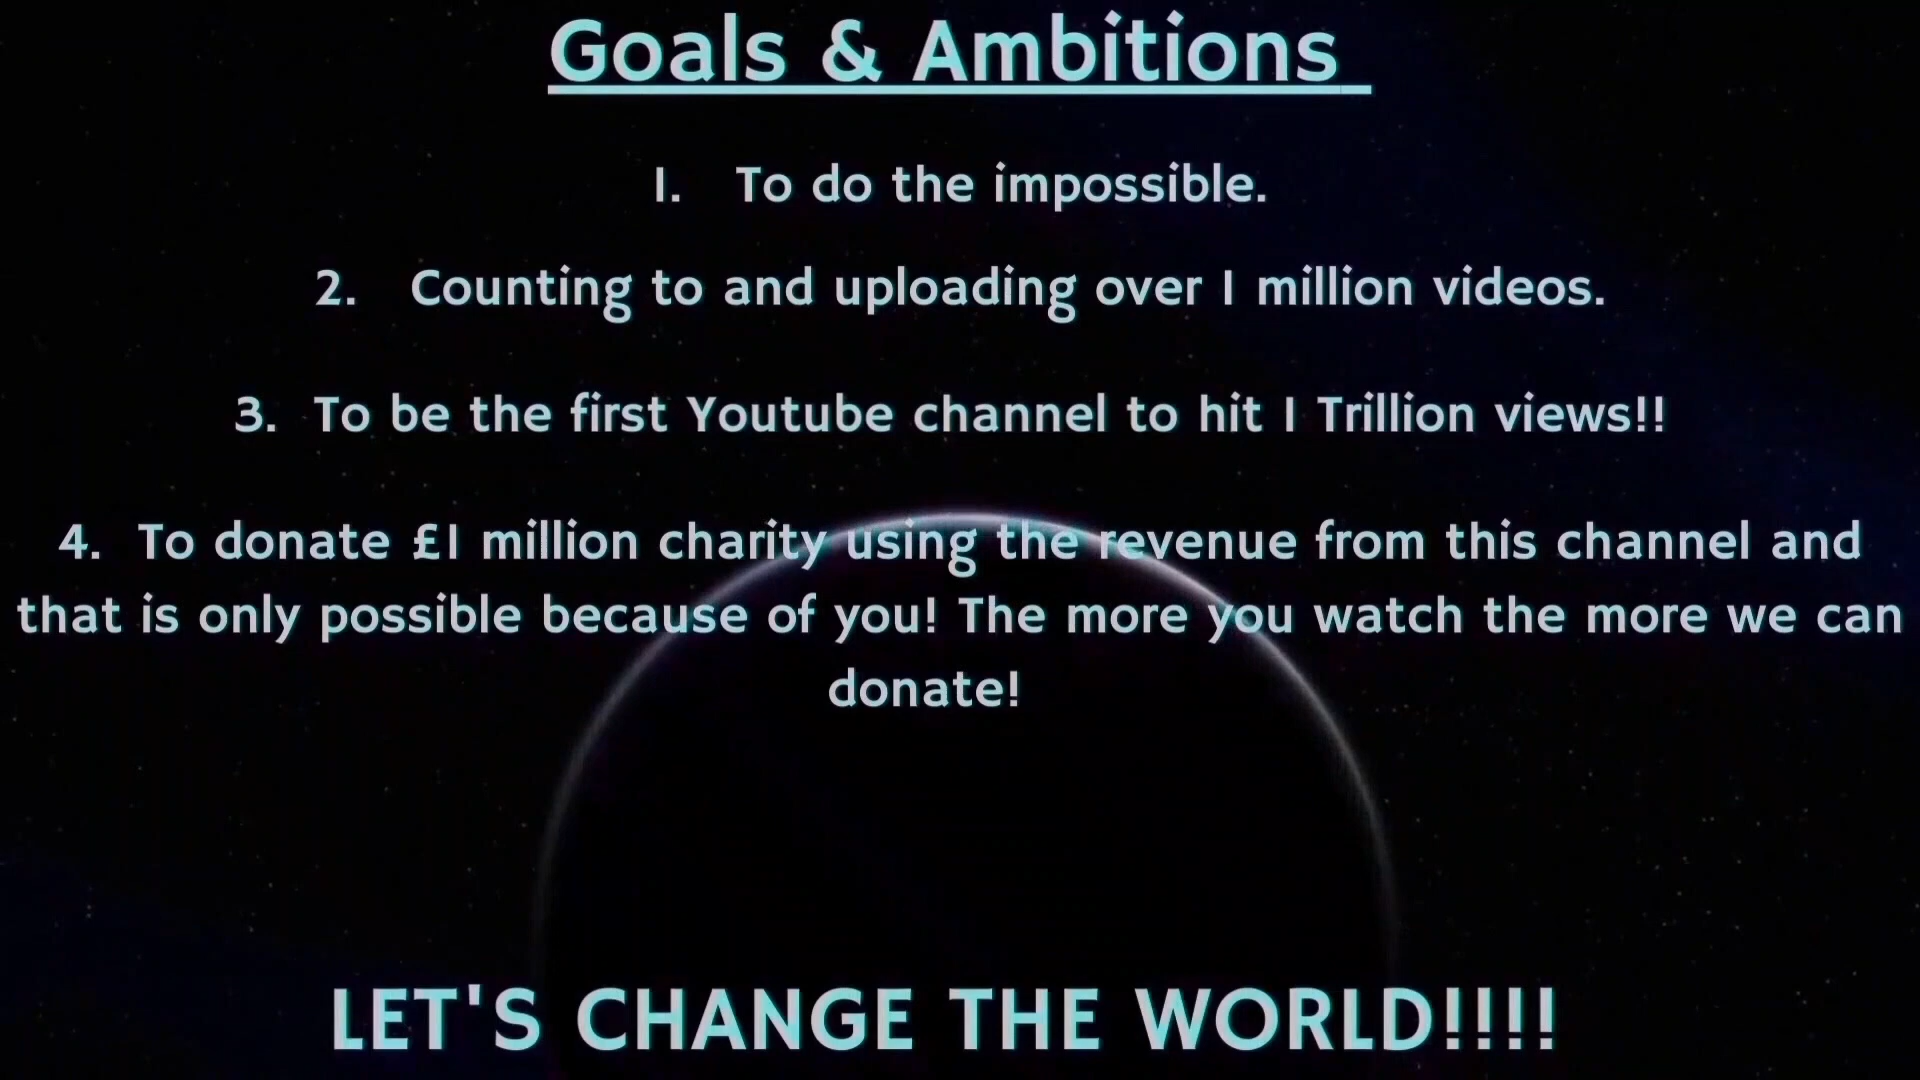 Goals & Ambitions
1. To do the impossible.
2. Counting to and uploading over 1 million videos.
3. To be the first Youtube channel to hit 1 Trillion views!!
4. To donate £1 million charity using the revenue from this channel and
that is only possible because of you! The more you watch the more we can
donate!
LET'S CHANGE THE WORLD!!!!